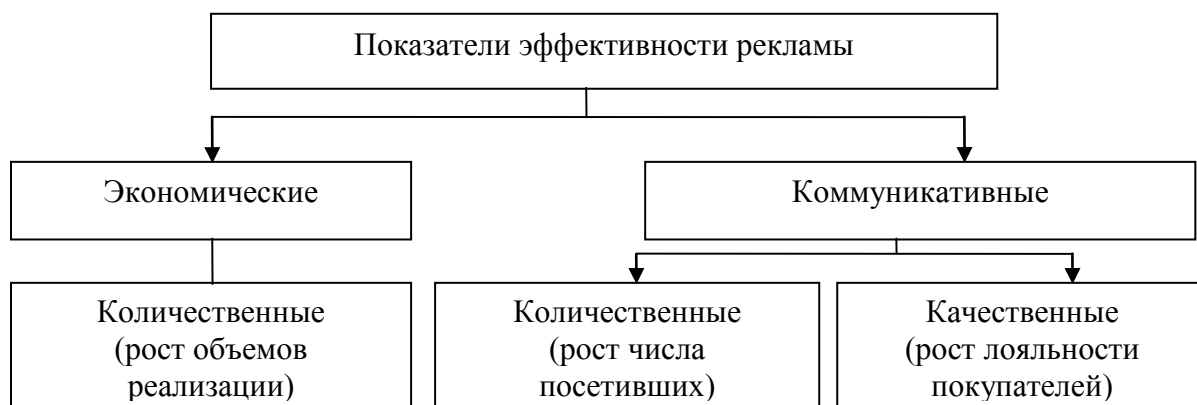 Показатели эффективности рекламы
Экономические
Коммуникативные
Количественные
(рост объемов
реализации)
Количественные
(рост числа
посетивших)
Качественные
(рост лояльности
покупателей)